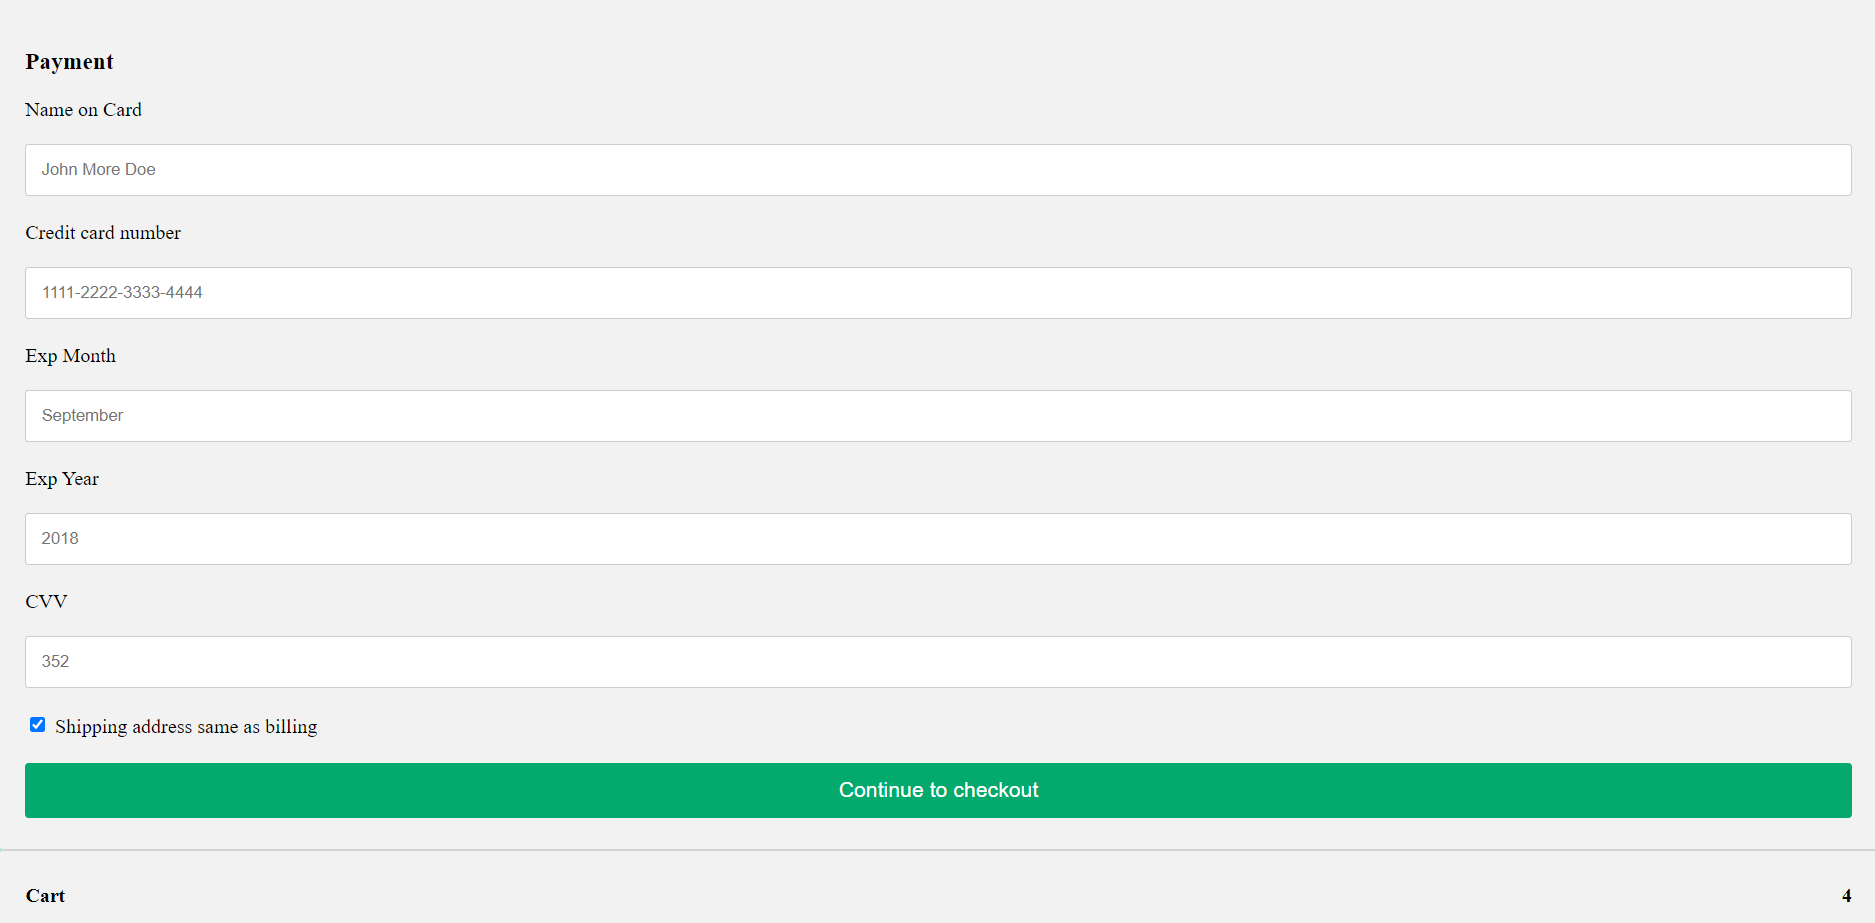 Payment
Name on Card
John More Doe
Credit card number
1111-2222-3333-4444
Exp Month
September
Exp Year
2018
CVV
352
Shipping address same as billing
Continue to checkout
Cart 4